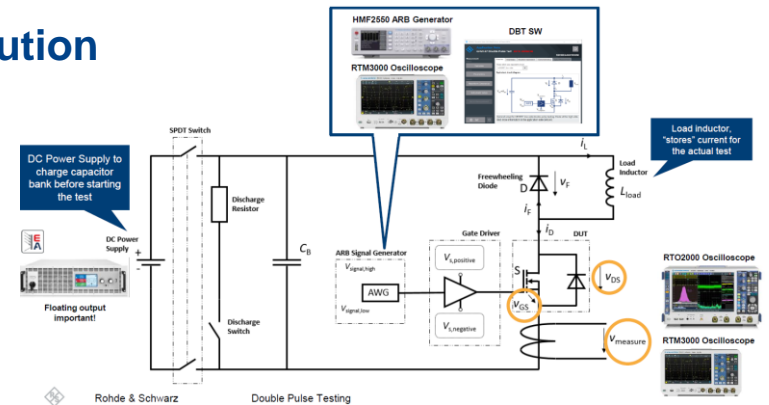 ution
HMF2550 ARB Generator
DBT SW
RTM3000 Oscilloscope
SPDT Switch
DC Power Supply to
charge capacitor
bank before starting
the test
Load inductor,
"stores" current for
the actual test
iL
Load
Inductor
Lload
Freewheeling
Diode
D
vF
iF
iD
DUT
Discharge
Resistor
CB
DC Power
Supply
+
-
EA
Floating output
important!
ARB Signal Generator
Vsignal,high
AWG
Vsignal,low
Gate Driver
Vs,positive
Vs,negative
S
vGS
vDS
vmeasure
RTO2000 Oscilloscope
RTM3000 Oscilloscope
Discharge
Switch
Rohde & Schwarz
Double Pulse Testing